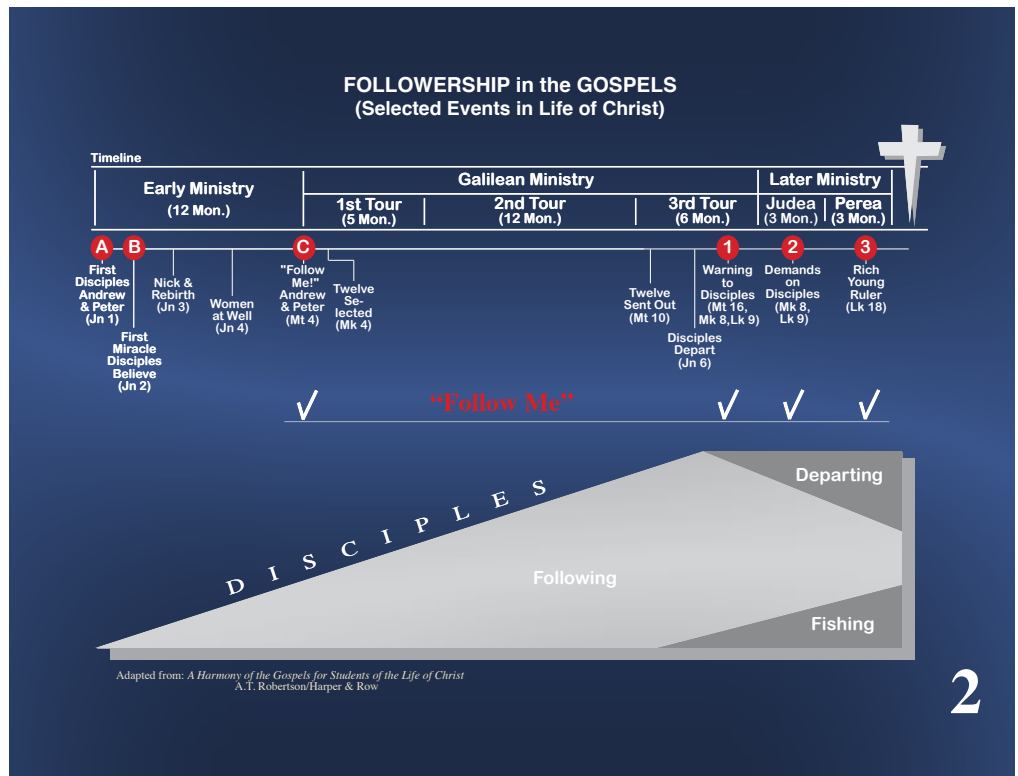 FOLLOWERSHIP in the GOSPELS
(Selected Events in Life of Christ)
Timeline
Early Ministry
(12 Mon.)
Galilean Ministry
1st Tour
(5 Mon.)
2nd Tour
(12 Mon.)
3rd Tour
(6 Mon.)
Later Ministry
Judea
(3 Mon.)
Perea
(3 Mon.)
A
First
Disciples
Andrew
& Peter
(Jn 1)
B
First
Miracle
Disciples
Believe
(Jn 2)
Nick &
Rebirth
(Jn 3)
Women
at Well
(Jn 4)
C
"Follow
Me!"
Andrew
& Peter
(Mt 4)
Twelve
Se-
lected
(Mk 4)
Twelve
Sent Out
(Mt 10)
Disciples
Depart
(Jn 6)
1
Warning
to
Disciples
(Mt 16,
Mk 8,Lk 9)
2
Demands
on
Disciples
(Mk 8,
Lk 9)
3
Rich
Young
Ruler
(Lk 18)
“Follow Me”
DISCIPLES
Departing
Following
Fishing
Adapted from: A Harmony of the Gospels for Students of the Life of Christ
A.T. Robertson/Harper & Row
2